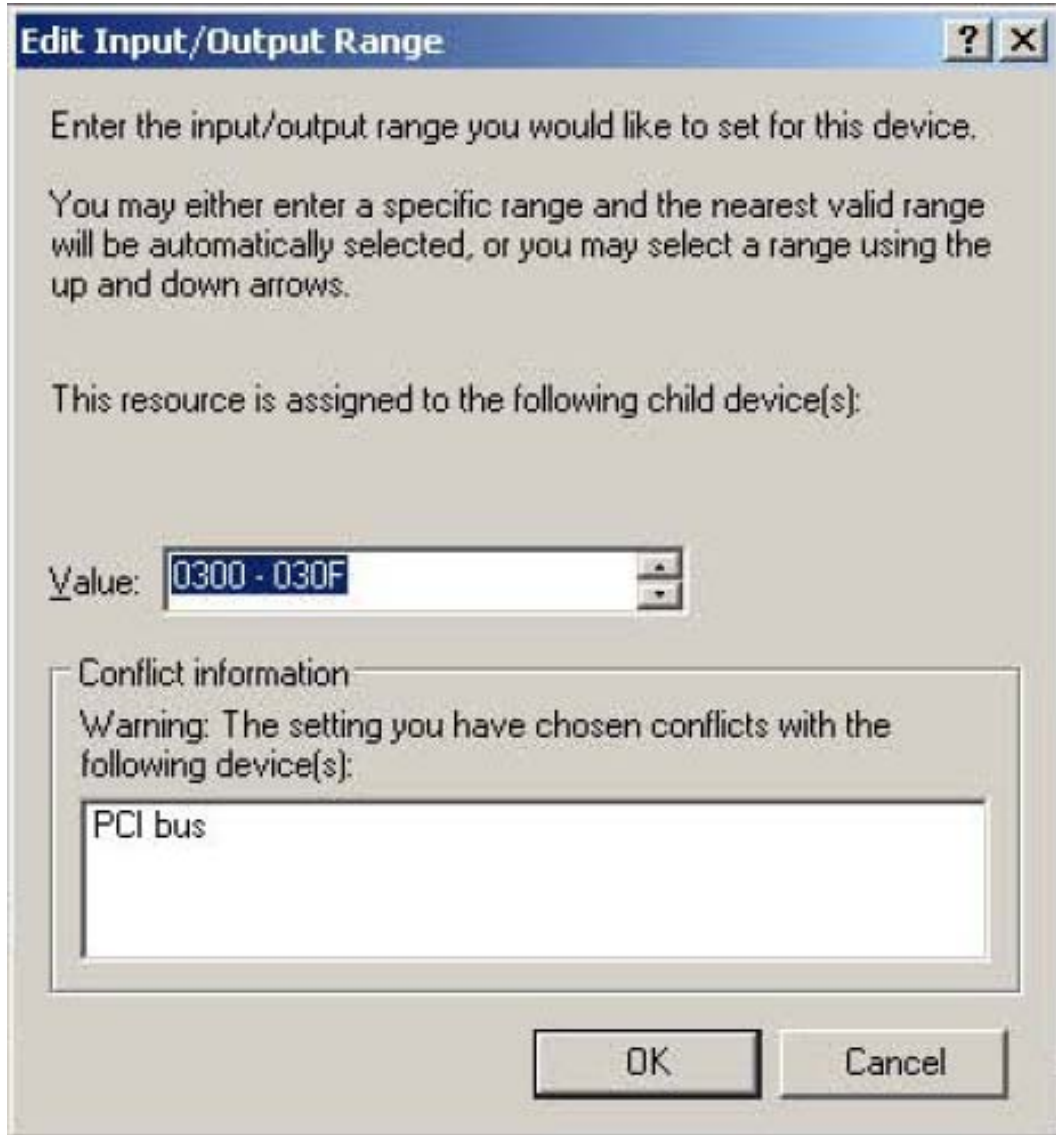 Edit Input/Output Range
Enter the input/output range you would like to set for this device.
You may either enter a specific range and the nearest valid range
will be automatically selected, or you may select a range using the
up and down arrows.
This resource is assigned to the following child device(s):
Value: 0300 - 030F
Conflict information
Warning: The setting you have chosen conflicts with the
following device(s):
PCI bus
OK Cancel